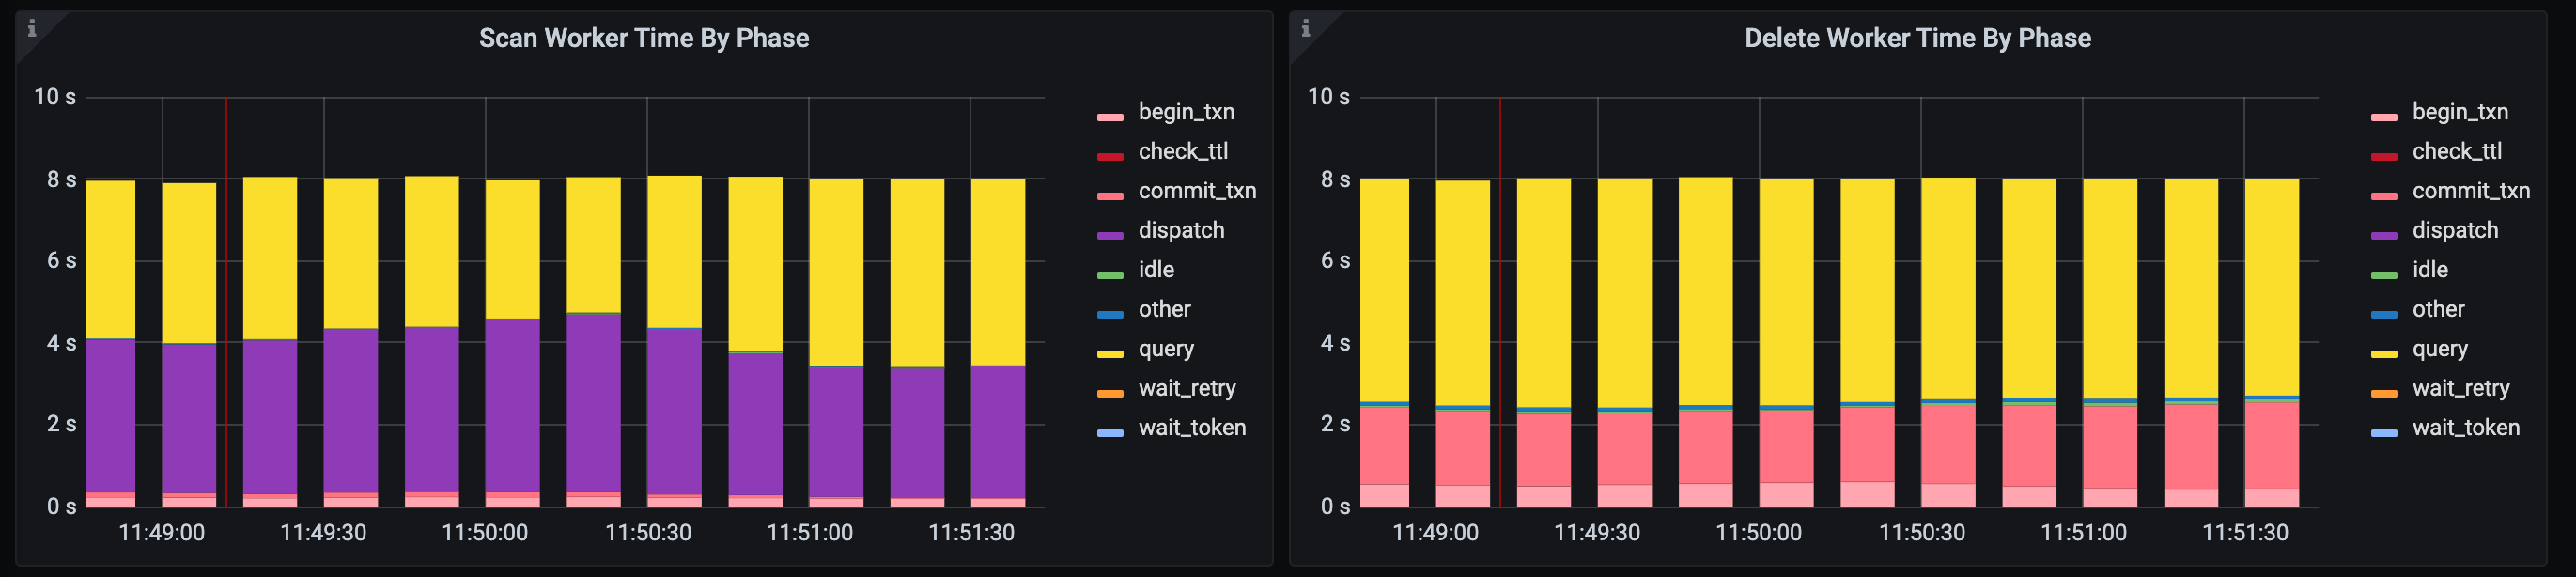 Scan Worker Time By Phase
10 s
8 s
6 s
4 s
2 s
0 s
11:49:00 11:49:30 11:50:00 11:50:30 11:51:00 11:51:30
begin_txn
check_ttl
commit_txn
dispatch
idle
other
query
wait_retry
wait_token
Delete Worker Time By Phase
10 s
8 s
6 s
4 s
2 s
0 s
11:49:00 11:49:30 11:50:00 11:50:30 11:51:00 11:51:30
begin_txn
check_ttl
commit_txn
dispatch
idle
other
query
wait_retry
wait_token